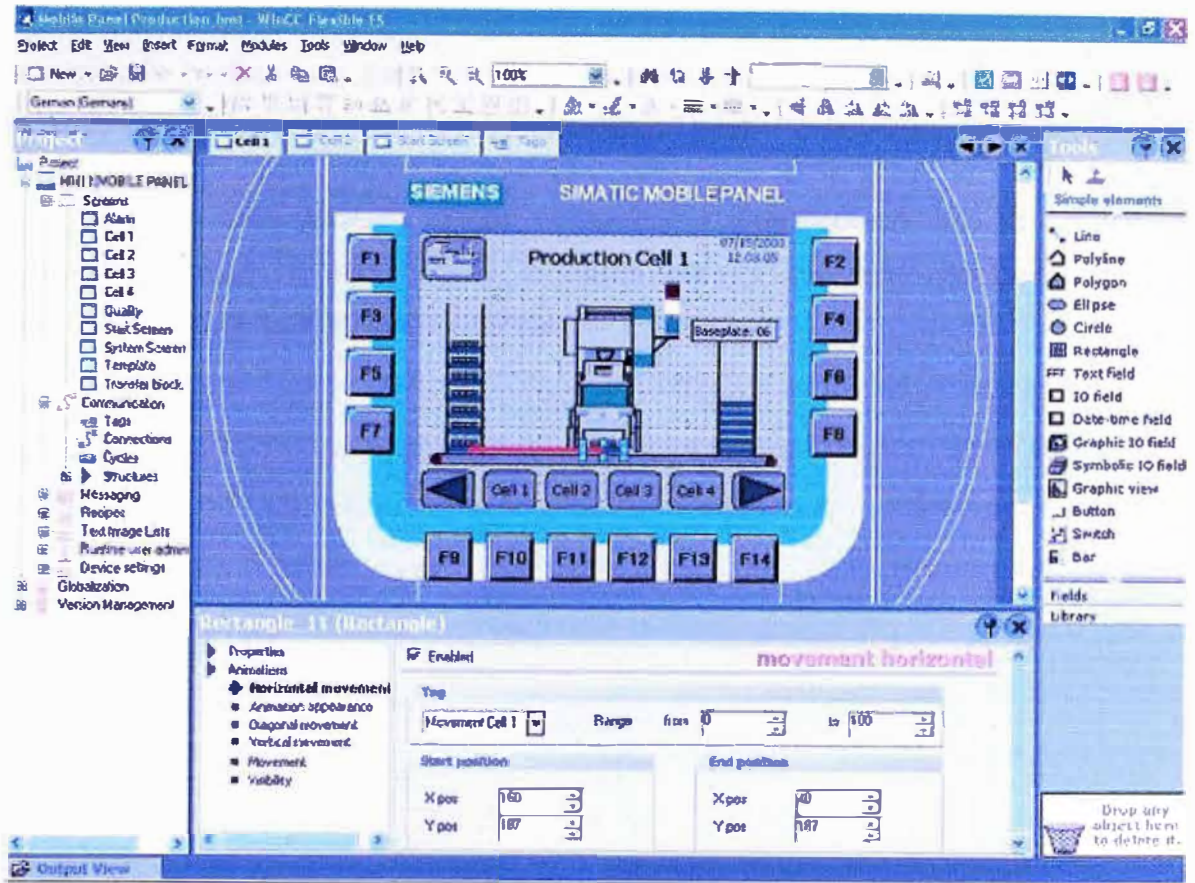 Mobile Panel Production.hmi - WinCC Flexible ES
Project Edit View Insert Format Modules Tools Window Help
New
100%
German (Germany)
Project
Cell 1
Cell 2
Start Screen
Tags
Tools
Project
MOBILE PANEL
Screens
Alarm
Cell 1
Cell 2
Cell 3
Cell 4
Quality
Start Screen
System Screen
Template
Transfer block
Communication
Tags
Connections
Cycles
Structures
Messaging
Recipes
Text Image Lists
Runtime user admin
Device settings
Globalization
Version Management
SIEMENS
SIMATIC MOBILE PANEL
Production Cell 1
Baseplate: 06
F1
F2
F3
F4
F5
F6
F7
F8
Cell 1
Cell 2
Cell 3
Cell 4
F9
F10
F11
F12
F13
F14
Simple elements
Line
Polyline
Polygon
Ellipse
Circle
Rectangle
Text field
IO field
Date-time field
Graphic IO field
Symbolic IO field
Graphic view
Button
Switch
Bar
Fields
Library
Rectangle_11 (Rectangle)
Properties
Animations
Horizontal movement
Animation appearance
Diagonal movement
Vertical movement
Movement
Visibility
Enabled
movement horizontal
Tag
Movement Cell 1
Range
from
0
to
100
Start position
End position
X pos
160
X pos
Y pos
187
Y pos
187
Drop any
object here
to delete it.
Output View